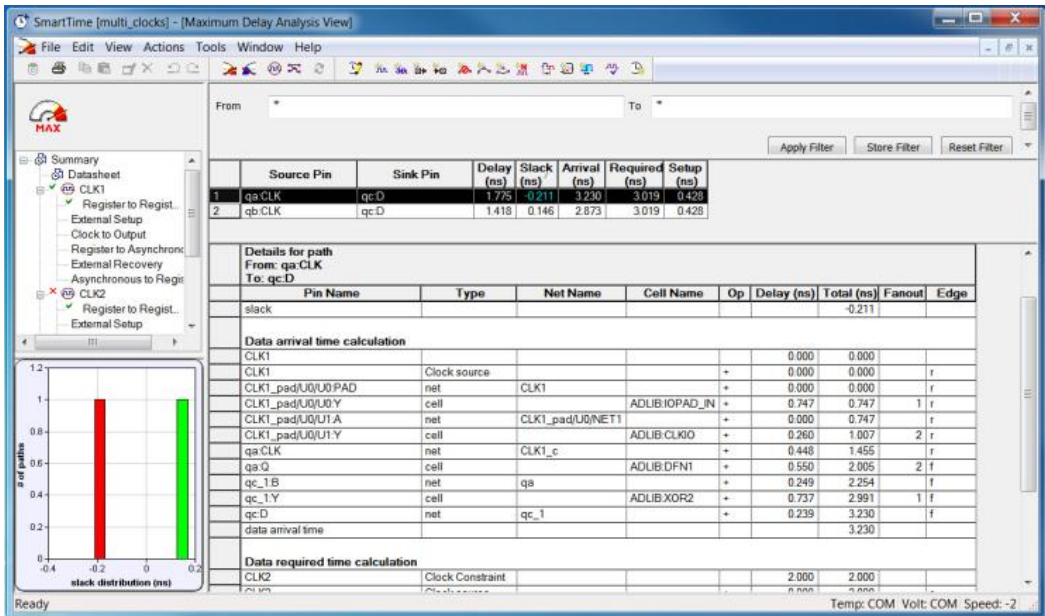 SmartTime [multi_clocks] - [Maximum Delay Analysis View]
File Edit View Actions Tools Window Help
From * To *
MAX
Apply Filter Store Filter Reset Filter
Summary
Datasheet
CLK1
Register to Regist...
External Setup
Clock to Output
Register to Asynchrono
External Recovery
Asynchronous to Regis
CLK2
Register to Regist...
External Setup
Source Pin Sink Pin Delay (ns) Slack (ns) Arrival (ns) Required (ns) Setup (ns)
1 qa:CLK qc:D 1.775 -0.211 3.230 3.019 0.428
2 qb:CLK qc:D 1.418 0.146 2.873 3.019 0.428
Details for path
From: qa:CLK
To: qc:D
Pin Name Type Net Name Cell Name Op Delay (ns) Total (ns) Fanout Edge
slack -0.211
Data arrival time calculation
CLK1 0.000 0.000
CLK1 Clock source + 0.000 0.000 r
CLK1_pad/U0/U0:PAD net CLK1 + 0.000 0.000 r
CLK1_pad/U0/U0:Y cell ADLIB:IOPAD_IN + 0.747 0.747 1 r
CLK1_pad/U0/U1:A net CLK1_pad/U0/NET1 + 0.000 0.747 r
CLK1_pad/U0/U1:Y cell ADLIB:CLKIO + 0.260 1.007 2 r
qa:CLK net CLK1_c + 0.448 1.455 r
qa:Q cell ADLIB:DFN1 + 0.550 2.005 2 f
qc_1:B net qa + 0.249 2.254 f
qc_1:Y cell ADLIB:XOR2 + 0.737 2.991 1 f
qc:D net qc_1 + 0.239 3.230 f
data arrival time 3.230
Data required time calculation
CLK2 Clock Constraint 2.000 2.000
# of paths
1.2
1
0.8
0.6
0.4
0.2
0
-0.4 -0.2 0 0.2
slack distribution (ns)
Ready Temp: COM Volt: COM Speed: -2